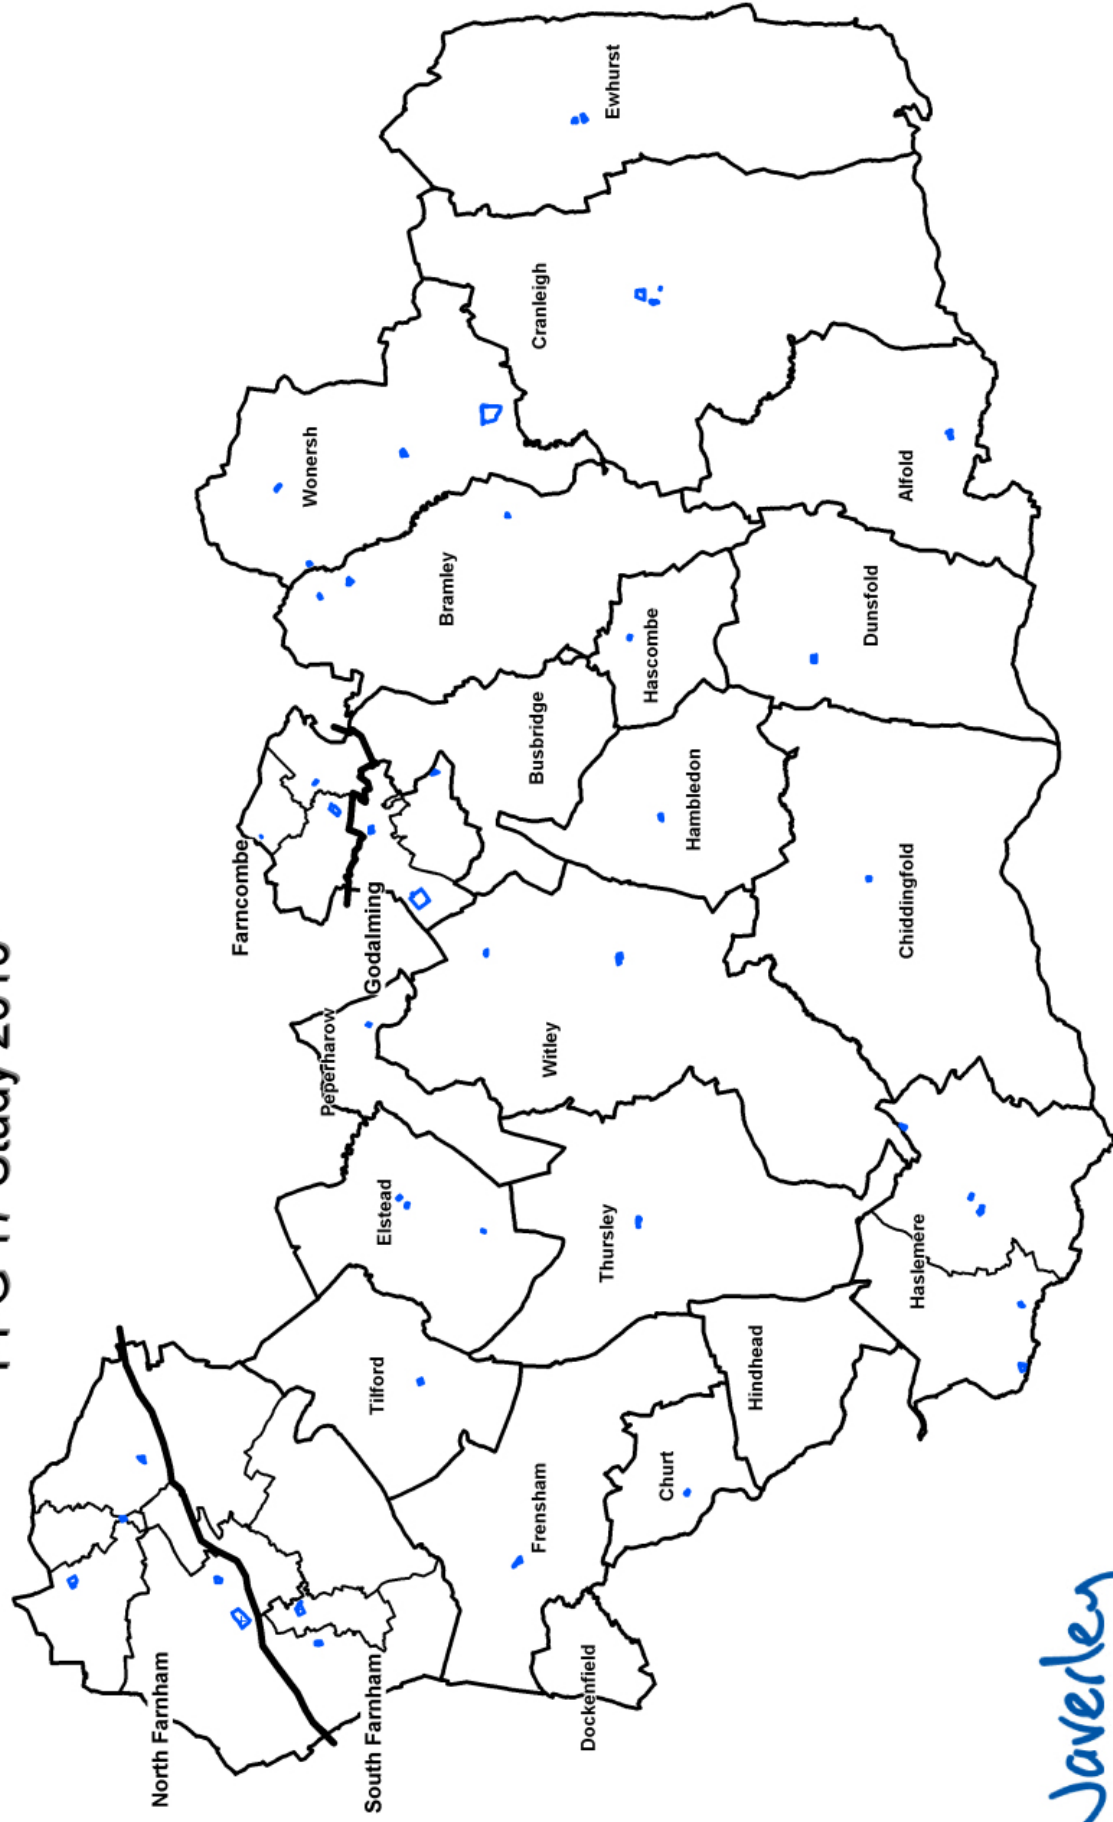 Study
North Farnham
Farncombe
Wonersh
Peperharow
South Farnham
Godalming
Tilford
Elstead
Bramley
Busbridge
Frensham
Cranleigh
Witley
Dockenfield
Thursley
Ewhurst
Hascombe
Churt
Hambledon
Hindhead
Dunsfold
Chiddingfold
Alfold
Haslemere
Waverley